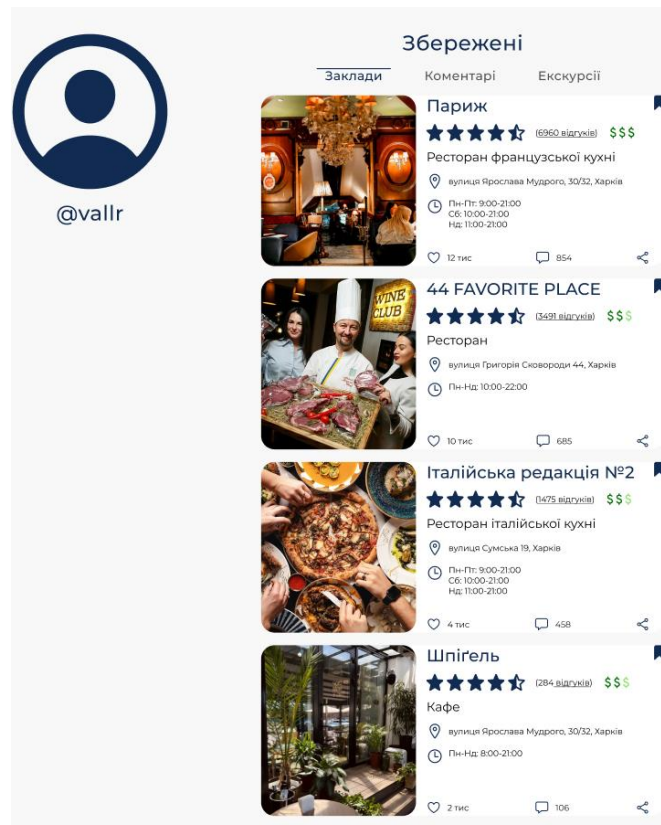 Збережені
Заклади Коментарі Екскурсії
@vallr
Париж
(6960 відгуків) $$$
Ресторан французської кухні
вулиця Ярослава Мудрого, 30/32, Харків
Пн-Пт: 9:00-21:00
Сб: 10:00-21:00
Нд: 11:00-21:00
12 тис 854
WINE
CLUB
44 FAVORITE PLACE
(3491 відгуків) $$$
Ресторан
вулиця Григорія Сковороди 44, Харків
Пн-Нд: 10:00-22:00
10 тис 685
Італійська редакція №2
(1475 відгуків) $$$
Ресторан італійської кухні
вулиця Сумська 19, Харків
Пн-Пт: 9:00-21:00
Сб: 10:00-21:00
Нд: 11:00-21:00
4 тис 458
Шпіґель
(284 відгуків) $$$
Кафе
вулиця Ярослава Мудрого, 30/32, Харків
Пн-Нд: 8:00-21:00
2 тис 106